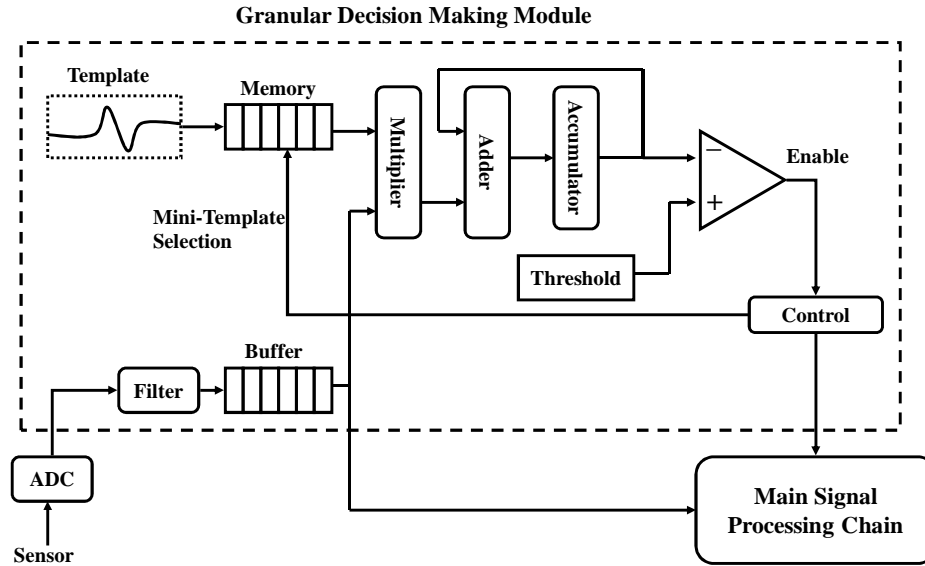 Granular Decision Making Module
Template
Memory
Multiplier
Adder
Accumulator
−
+
Enable
Mini-Template
Selection
Threshold
Control
Buffer
Filter
ADC
Sensor
Main Signal
Processing Chain